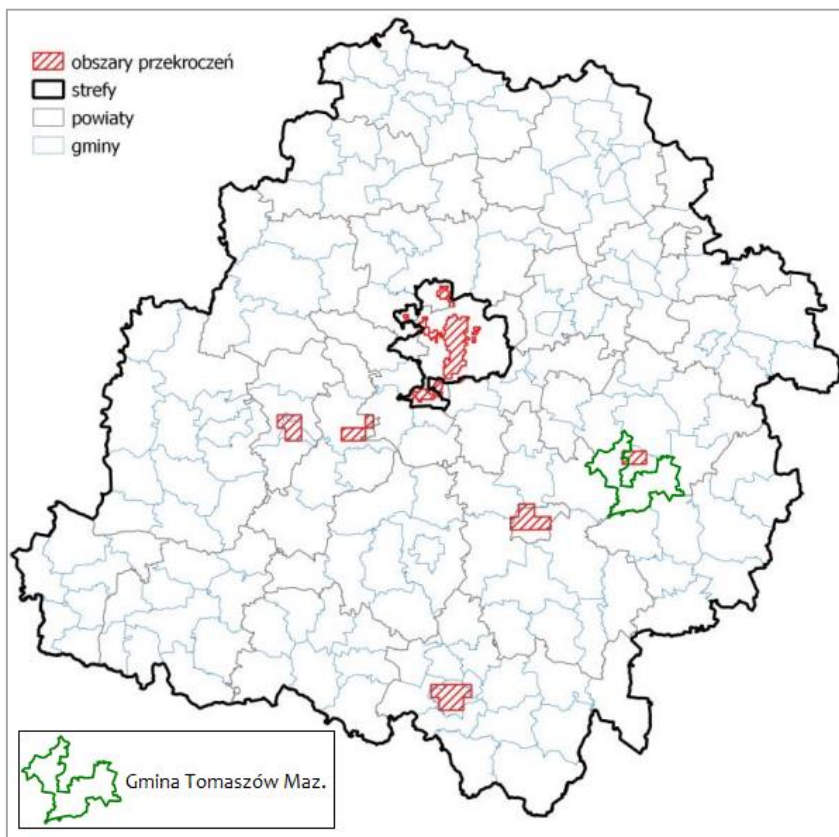 obszary przekroczeń
strefy
powiaty
gminy
Gmina Tomaszów Maz.